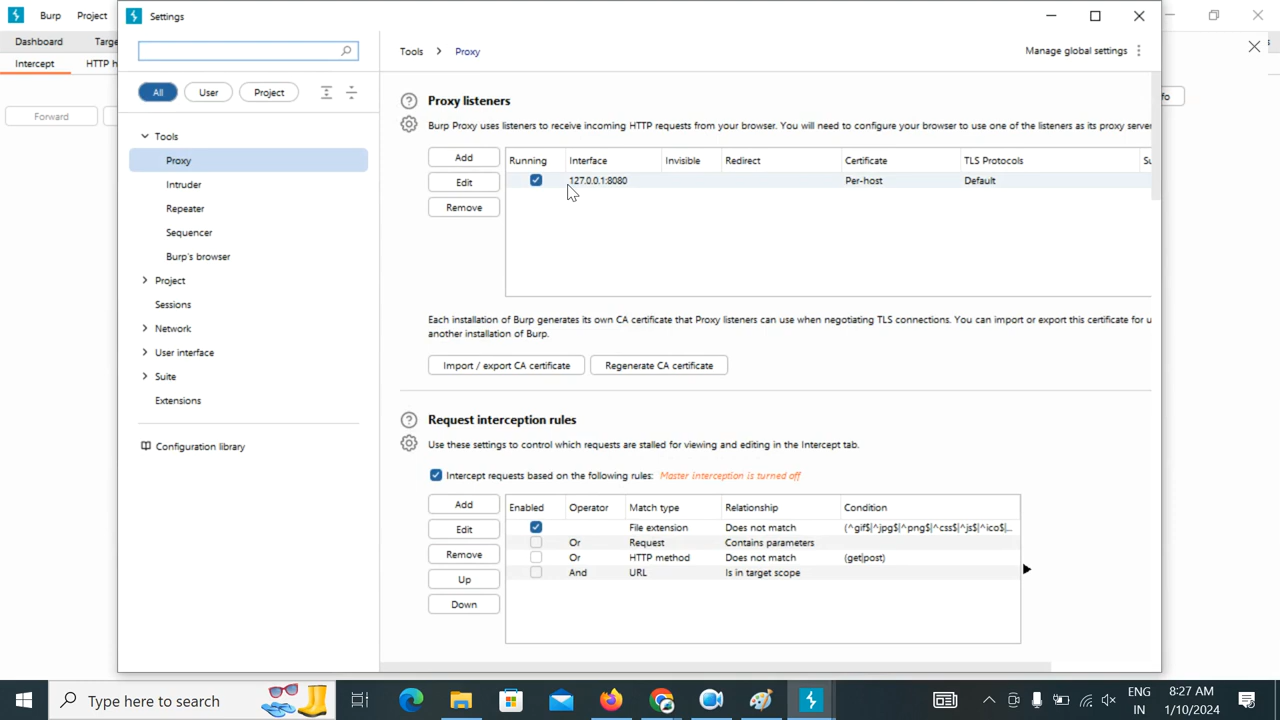 Burp Project
Settings
Dashboard
Intercept
Forward
All User Project
Tools
Proxy
Intruder
Repeater
Sequencer
Burp's browser
Project
Sessions
Network
User interface
Suite
Extensions
Configuration library
Tools > Proxy
Manage global settings
Proxy listeners
Burp Proxy uses listeners to receive incoming HTTP requests from your browser. You will need to configure your browser to use one of the listeners as its proxy server
Add
Edit
Remove
Running Interface Invisible Redirect Certificate TLS Protocols
127.0.0.1:8080 Per-host Default
Each installation of Burp generates its own CA certificate that Proxy listeners can use when negotiating TLS connections. You can import or export this certificate for u
another installation of Burp.
Import / export CA certificate Regenerate CA certificate
Request interception rules
Use these settings to control which requests are stalled for viewing and editing in the Intercept tab.
Intercept requests based on the following rules: Master interception is turned off
Add
Edit
Remove
Up
Down
Enabled Operator Match type Relationship Condition
File extension Does not match (^gif$|^jpg$|^png$|^css$|^js$|^ico$|...
Or Request Contains parameters
Or HTTP method Does not match (get|post)
And URL Is in target scope
Type here to search
ENG
IN
8:27 AM
1/10/2024